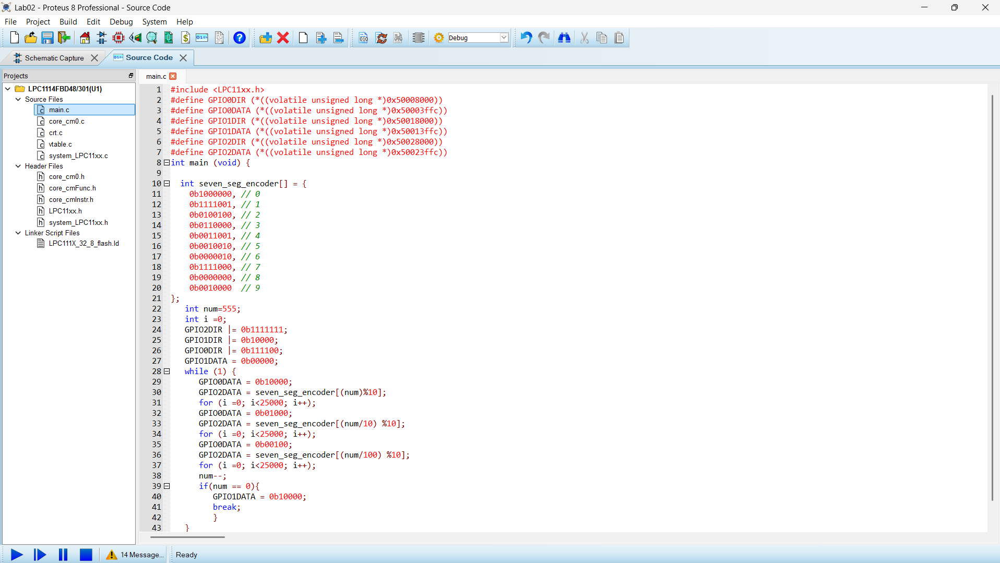 Lab02 - Proteus 8 Professional - Source Code
File Project Build Edit Debug System Help
Debug
Schematic Capture
Source Code
Projects
main.c
LPC1114FBD48/301(U1)
Source Files
main.c
core_cm0.c
crt.c
vtable.c
system_LPC11xx.c
Header Files
core_cm0.h
core_cmFunc.h
core_cmInstr.h
LPC11xx.h
system_LPC11xx.h
Linker Script Files
LPC111X_32_8_flash.ld
1 #include <LPC11xx.h>
2 #define GPIO0DIR (*((volatile unsigned long *)0x50008000))
3 #define GPIO0DATA (*((volatile unsigned long *)0x50003ffc))
4 #define GPIO1DIR (*((volatile unsigned long *)0x50018000))
5 #define GPIO1DATA (*((volatile unsigned long *)0x50013ffc))
6 #define GPIO2DIR (*((volatile unsigned long *)0x50028000))
7 #define GPIO2DATA (*((volatile unsigned long *)0x50023ffc))
8 int main (void) {
9
10 int seven_seg_encoder[] = {
11 0b1000000, // 0
12 0b1111001, // 1
13 0b0100100, // 2
14 0b0110000, // 3
15 0b0011001, // 4
16 0b0010010, // 5
17 0b0000010, // 6
18 0b1111000, // 7
19 0b0000000, // 8
20 0b0010000 // 9
21 };
22 int num=555;
23 int i =0;
24 GPIO2DIR |= 0b1111111;
25 GPIO1DIR |= 0b10000;
26 GPIO0DIR |= 0b111100;
27 GPIO1DATA = 0b00000;
28 while (1) {
29 GPIO0DATA = 0b10000;
30 GPIO2DATA = seven_seg_encoder[(num)%10];
31 for (i =0; i<25000; i++);
32 GPIO0DATA = 0b01000;
33 GPIO2DATA = seven_seg_encoder[(num/10) %10];
34 for (i =0; i<25000; i++);
35 GPIO0DATA = 0b00100;
36 GPIO2DATA = seven_seg_encoder[(num/100) %10];
37 for (i =0; i<25000; i++);
38 num--;
39 if(num == 0){
40 GPIO1DATA = 0b10000;
41 break;
42 }
43 }
14 Message...
Ready